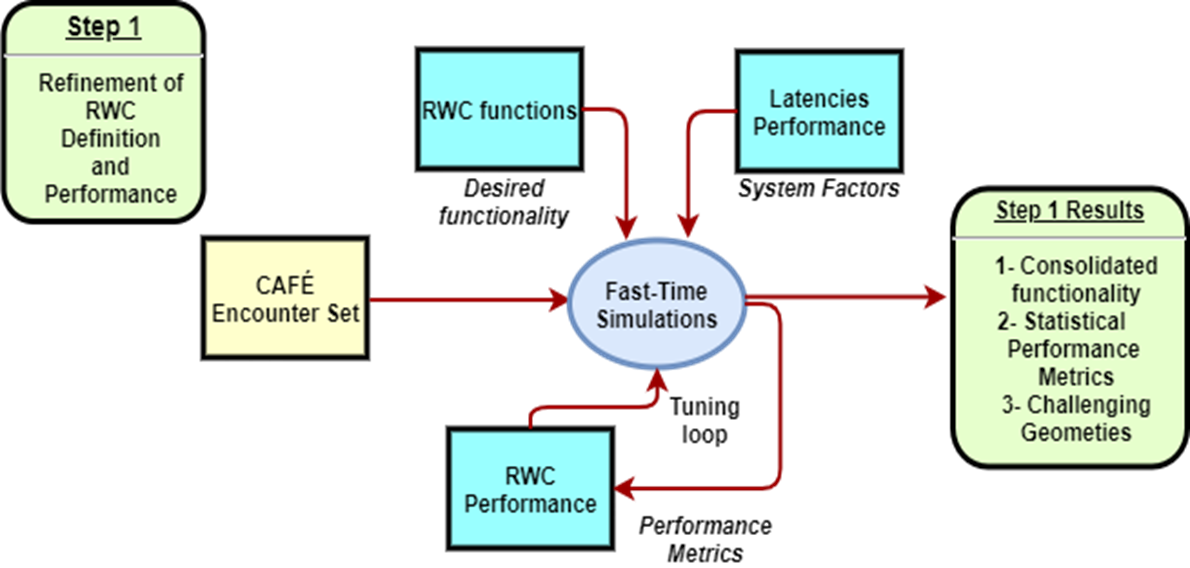 Step 1
Refinement of
RWC
Definition
and
Performance
RWC functions
Desired
functionality
Latencies
Performance
System Factors
CAFÉ
Encounter Set
Fast-Time
Simulations
Tuning
loop
RWC
Performance
Performance
Metrics
Step 1 Results
1- Consolidated
functionality
2- Statistical
Performance
Metrics
3- Challenging
Geometies